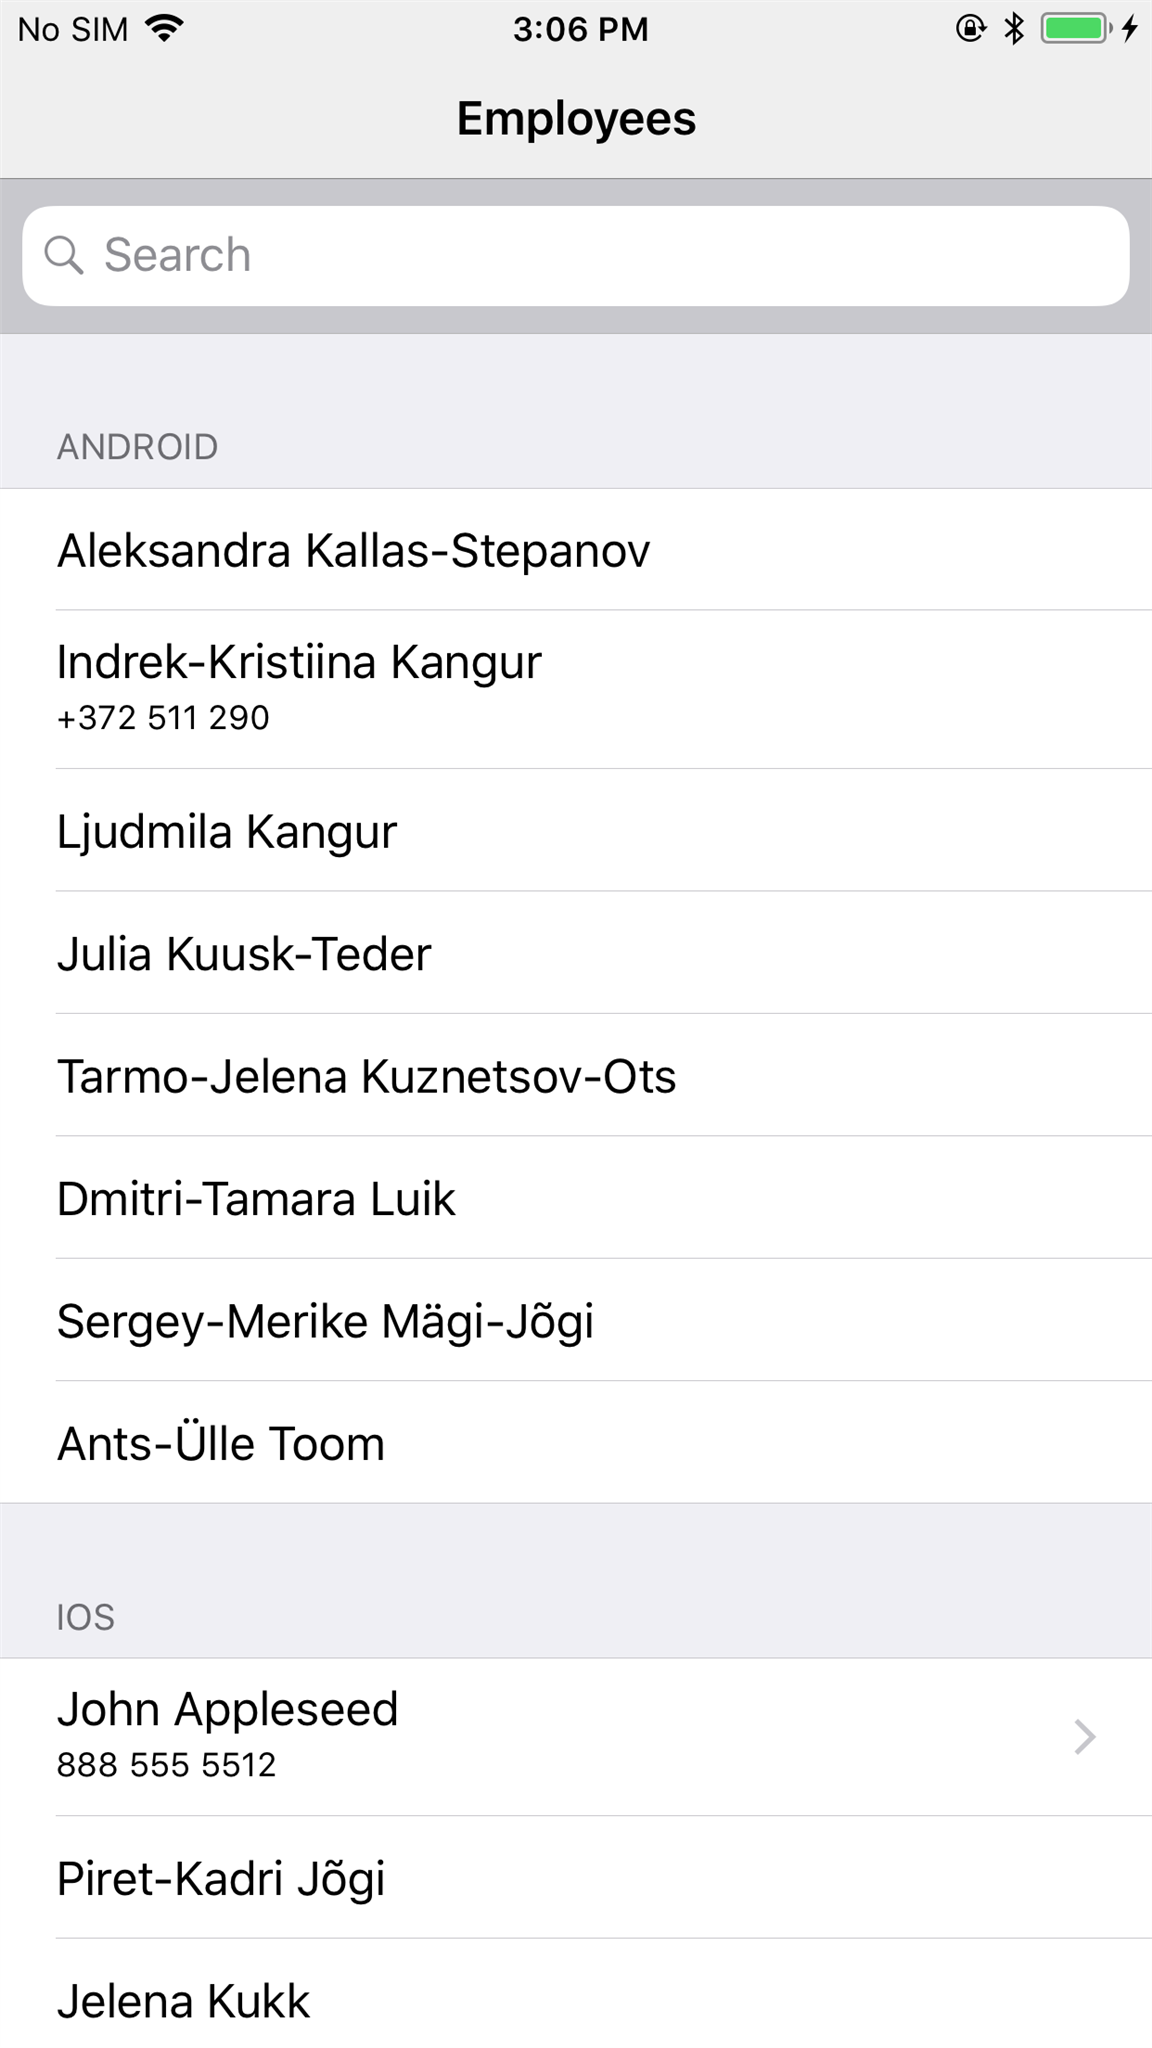 No SIM 3:06 PM
Employees
Search
ANDROID
Aleksandra Kallas-Stepanov
Indrek-Kristiina Kangur
+372 511 290
Ljudmila Kangur
Julia Kuusk-Teder
Tarmo-Jelena Kuznetsov-Ots
Dmitri-Tamara Luik
Sergey-Merike Mägi-Jõgi
Ants-Ülle Toom
IOS
John Appleseed
888 555 5512
Piret-Kadri Jõgi
Jelena Kukk